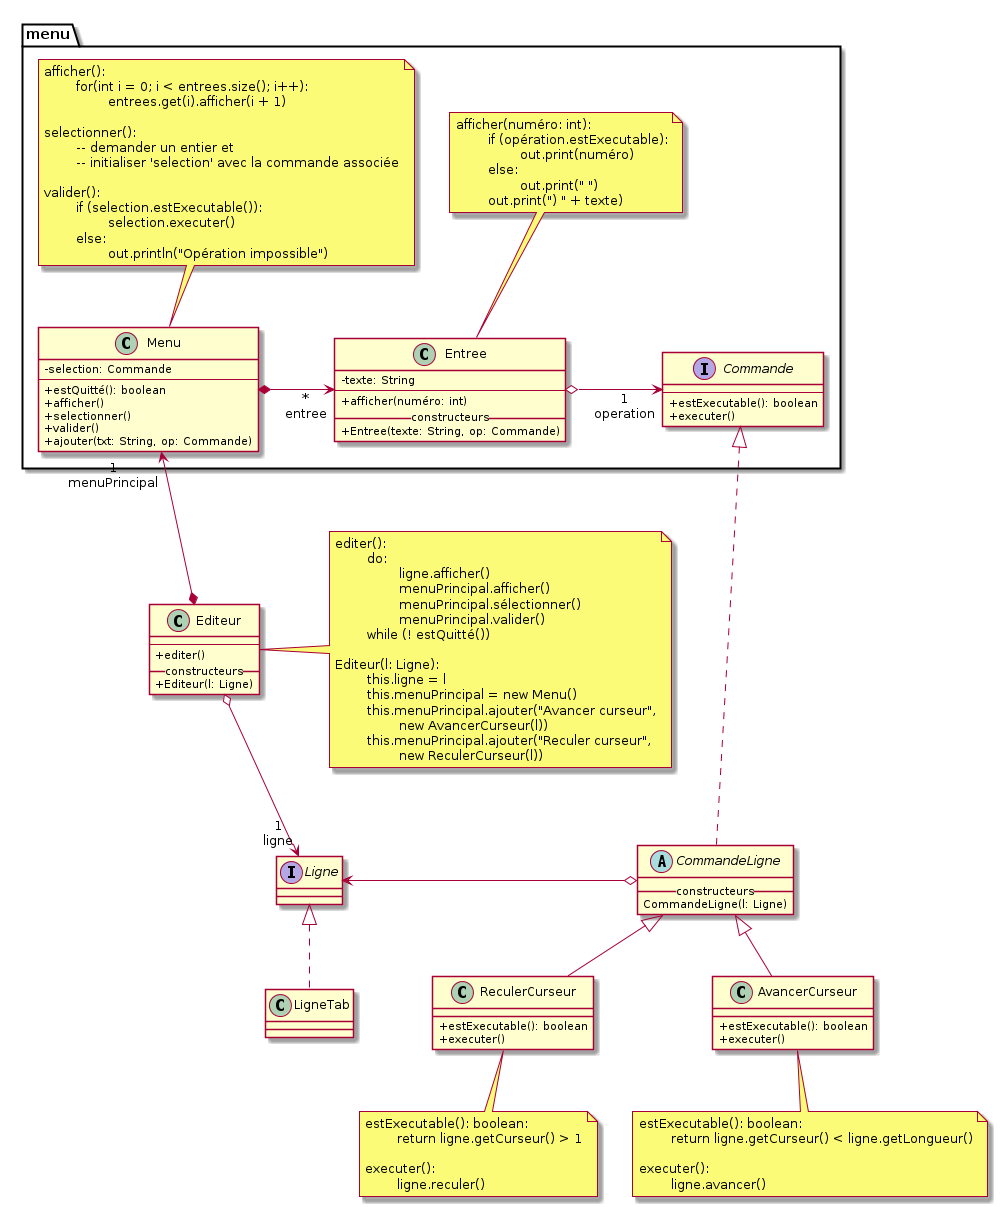 menu
afficher():
for(int i = 0; i < entrees.size(); i++):
entrees.get(i).afficher(i + 1)
selectionner():
-- demander un entier et
-- initialiser 'selection' avec la commande associée
valider():
if (selection.estExecutable()):
selection.executer()
else:
out.println("Opération impossible")
afficher(numéro: int):
if (opération.estExecutable):
out.print(numéro)
else:
out.print(" ")
out.print(") " + texte)
C Menu
-selection: Commande
+estQuitté(): boolean
+afficher()
+selectionner()
+valider()
+ajouter(txt: String, op: Commande)
*
entree
C Entree
-texte: String
+afficher(numéro: int)
constructeurs
+Entree(texte: String, op: Commande)
1
operation
I Commande
+estExecutable(): boolean
+executer()
1
menuPrincipal
editer():
do:
ligne.afficher()
menuPrincipal.afficher()
menuPrincipal.sélectionner()
menuPrincipal.valider()
while (! estQuitté())
Editeur(l: Ligne):
this.ligne = l
this.menuPrincipal = new Menu()
this.menuPrincipal.ajouter("Avancer curseur",
new AvancerCurseur(l))
this.menuPrincipal.ajouter("Reculer curseur",
new ReculerCurseur(l))
C Editeur
+editer()
constructeurs
+Editeur(l: Ligne)
1
ligne
I Ligne
A CommandeLigne
constructeurs
CommandeLigne(l: Ligne)
C LigneTab
C ReculerCurseur
+estExecutable(): boolean
+executer()
C AvancerCurseur
+estExecutable(): boolean
+executer()
estExecutable(): boolean:
return ligne.getCurseur() > 1
executer():
ligne.reculer()
estExecutable(): boolean:
return ligne.getCurseur() < ligne.getLongueur()
executer():
ligne.avancer()